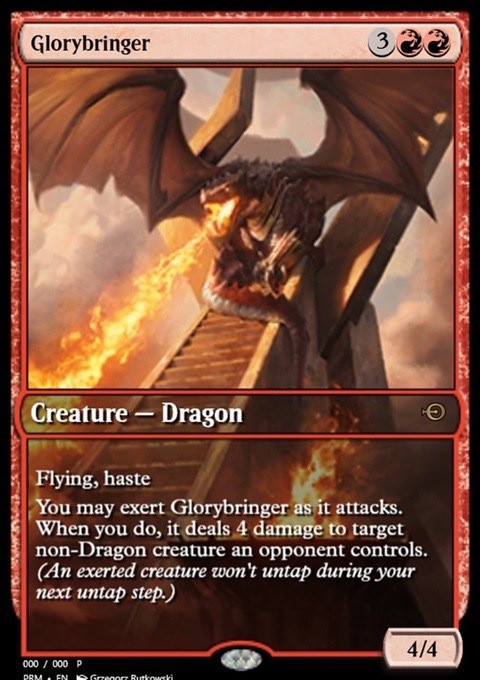 Glorybringer 3
Creature — Dragon
Flying, haste
You may exert Glorybringer as it attacks.
When you do, it deals 4 damage to target
non-Dragon creature an opponent controls.
(An exerted creature won't untap during your
next untap step.)
4/4
000 / 000 P
PRM • EN Grzegorz Rutkowski